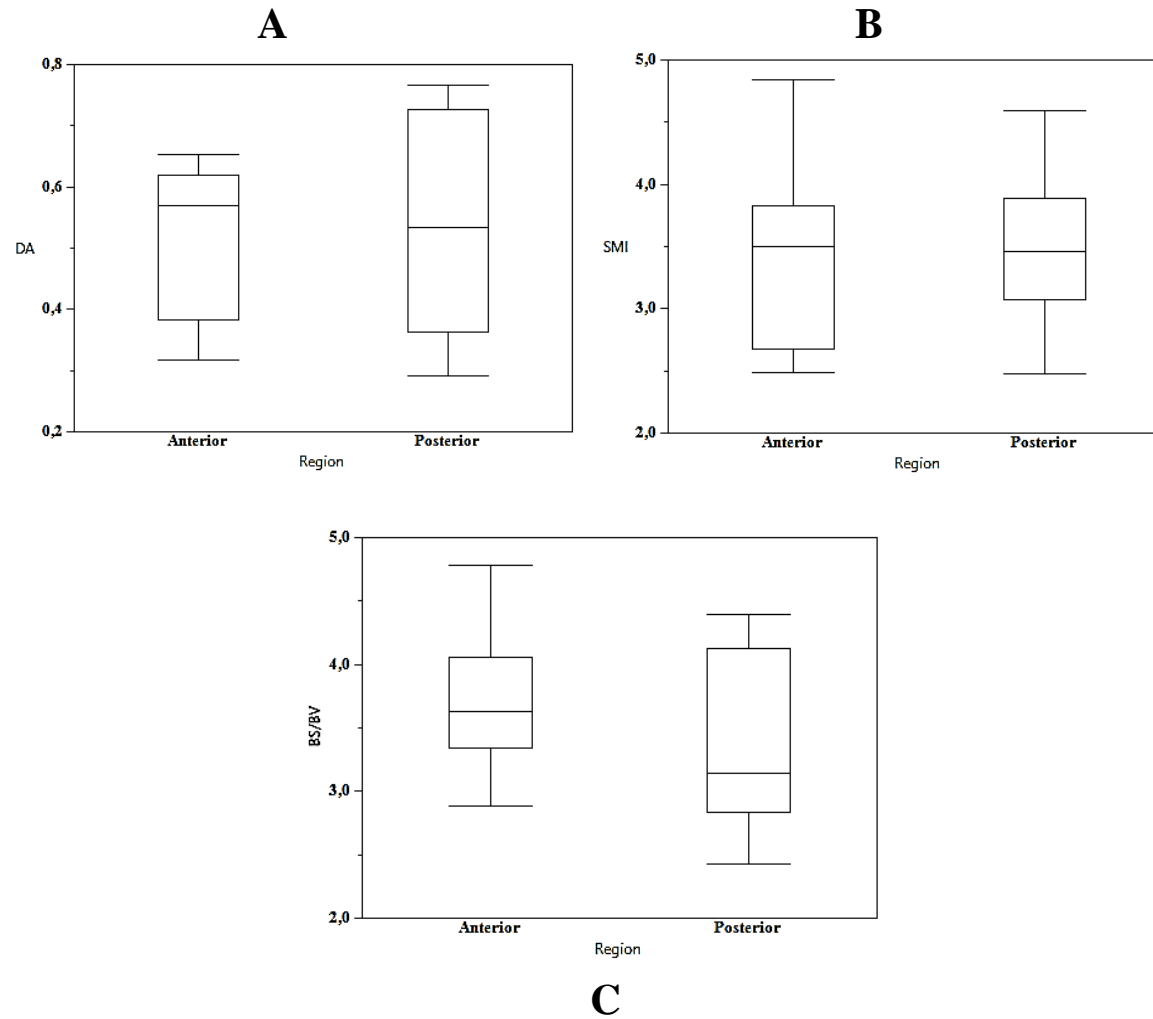 A
0,8
0,6
DA
0,4
0,2
Anterior Posterior
Region
B
5,0
4,0
SMI
3,0
2,0
Anterior Posterior
Region
5,0
4,0
BS/BV
3,0
2,0
Anterior Posterior
Region
C